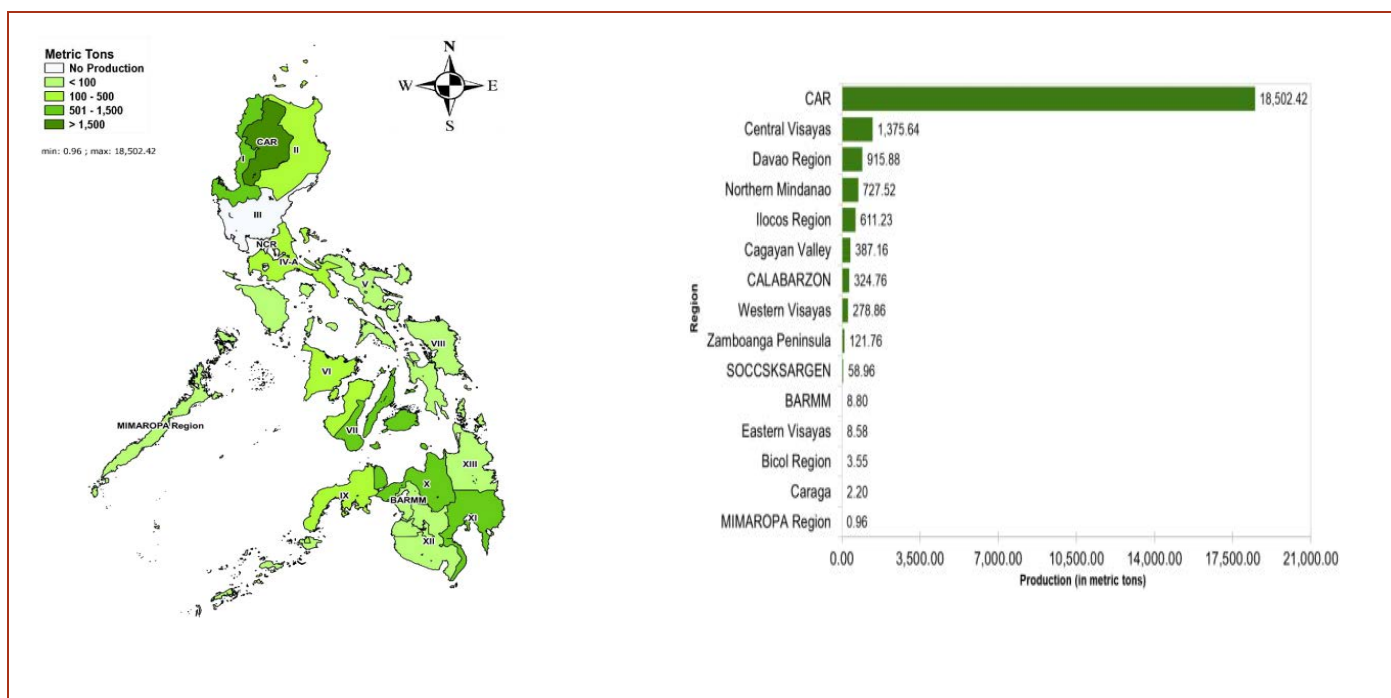 Metric Tons
No Production
< 100
100 - 500
501 - 1,500
> 1,500
min: 0.96 ; max: 18,502.42
N
W
E
S
CAR
I
II
III
NCR
IV-A
V
VIII
VI
MIMAROPA Region
VII
XIII
IX
X
BARMM
XI
XII
Region
CAR 18,502.42
Central Visayas 1,375.64
Davao Region 915.88
Northern Mindanao 727.52
Ilocos Region 611.23
Cagayan Valley 387.16
CALABARZON 324.76
Western Visayas 278.86
Zamboanga Peninsula 121.76
SOCCSKSARGEN 58.96
BARMM 8.80
Eastern Visayas 8.58
Bicol Region 3.55
Caraga 2.20
MIMAROPA Region 0.96
0.00 3,500.00 7,000.00 10,500.00 14,000.00 17,500.00 21,000.00
Production (in metric tons)